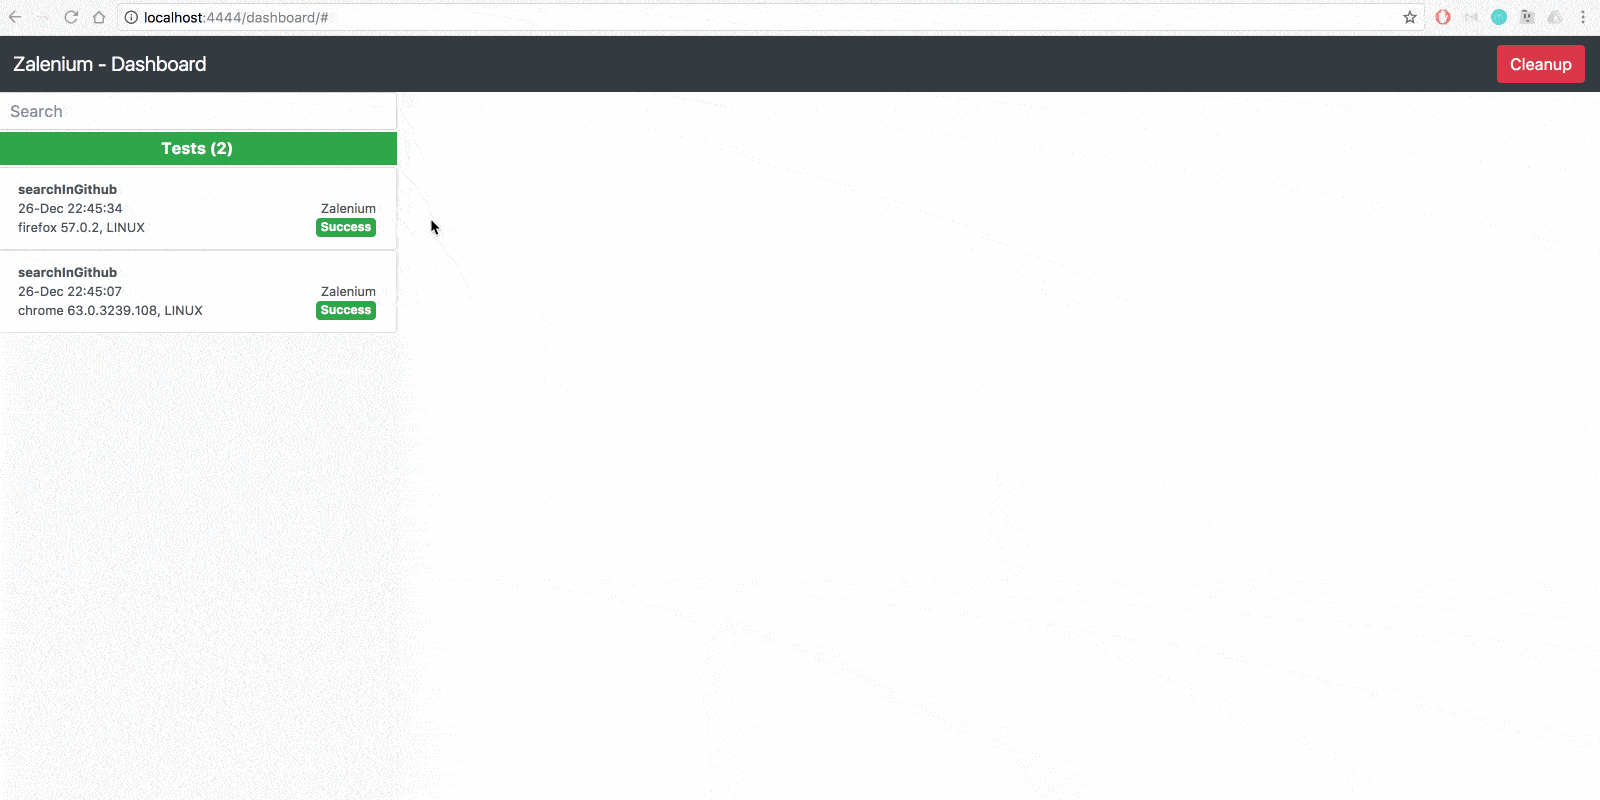 localhost:4444/dashboard/#
Zalenium - Dashboard
Cleanup
Search
Tests (2)
searchInGithub
26-Dec 22:45:34 Zalenium
firefox 57.0.2, LINUX Success
searchInGithub
26-Dec 22:45:07 Zalenium
chrome 63.0.3239.108, LINUX Success